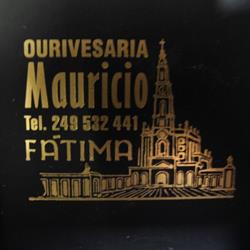 OURIVESARIA
Mauricio
Tel. 249 532 441
FÁTIMA